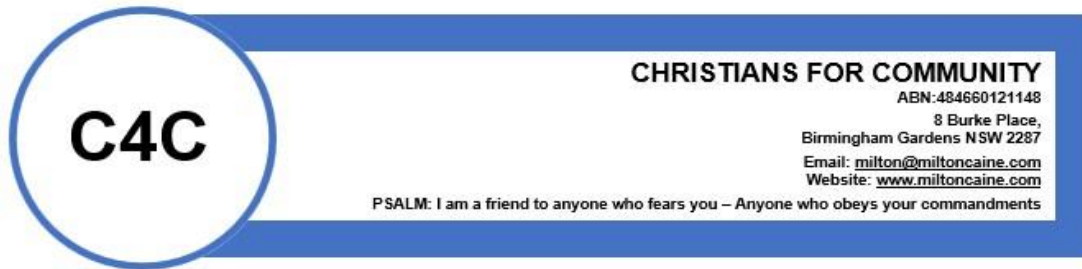 C4C
CHRISTIANS FOR COMMUNITY
ABN:484660121148
8 Burke Place,
Birmingham Gardens NSW 2287
Email: milton@miltoncaine.com
Website: www.miltoncaine.com
PSALM: I am a friend to anyone who fears you – Anyone who obeys your commandments